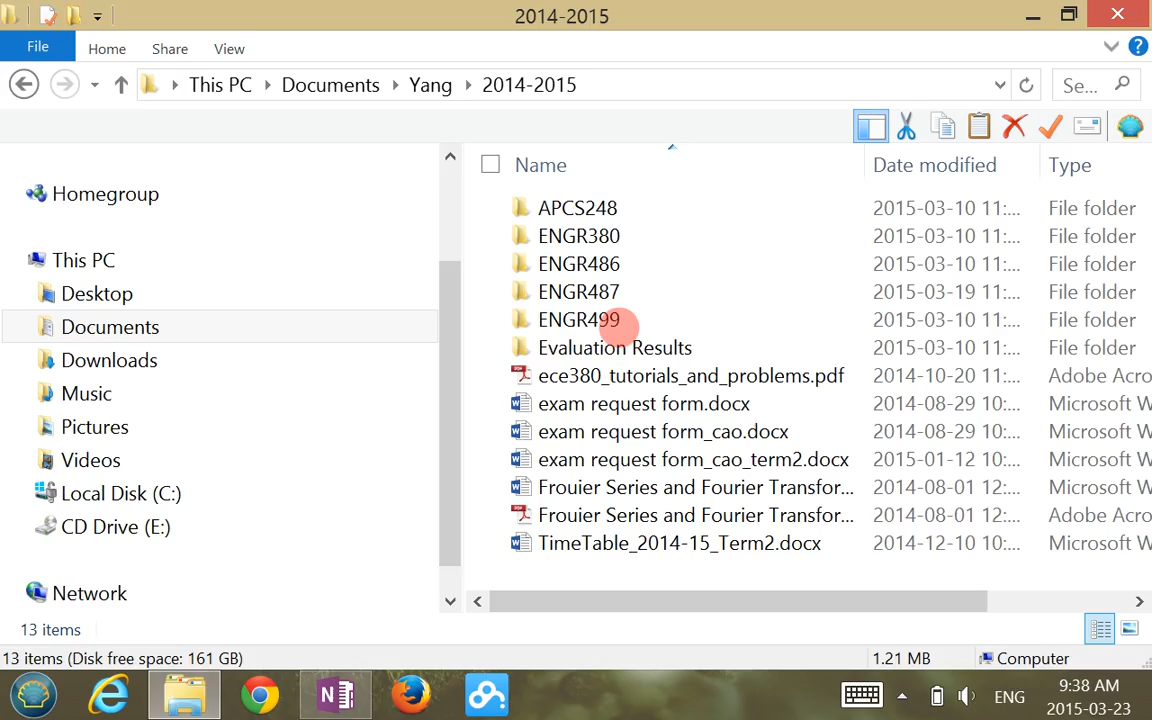 2014-2015
File Home Share View
This PC Documents Yang 2014-2015 Se...
Name Date modified Type
Homegroup
This PC
Desktop
Documents
Downloads
Music
Pictures
Videos
Local Disk (C:)
CD Drive (E:)
Network
APCS248 2015-03-10 11:... File folder
ENGR380 2015-03-10 11:... File folder
ENGR486 2015-03-10 11:... File folder
ENGR487 2015-03-19 11:... File folder
ENGR499 2015-03-10 11:... File folder
Evaluation Results 2015-03-10 11:... File folder
ece380_tutorials_and_problems.pdf 2014-10-20 11:... Adobe Acro
exam request form.docx 2014-08-29 10:... Microsoft W
exam request form_cao.docx 2014-08-29 10:... Microsoft W
exam request form_cao_term2.docx 2015-01-12 10:... Microsoft W
Frouier Series and Fourier Transfor... 2014-08-01 12:... Microsoft W
Frouier Series and Fourier Transfor... 2014-08-01 12:... Adobe Acro
TimeTable_2014-15_Term2.docx 2014-12-10 10:... Microsoft W
13 items
13 items (Disk free space: 161 GB) 1.21 MB Computer
ENG 9:38 AM
2015-03-23